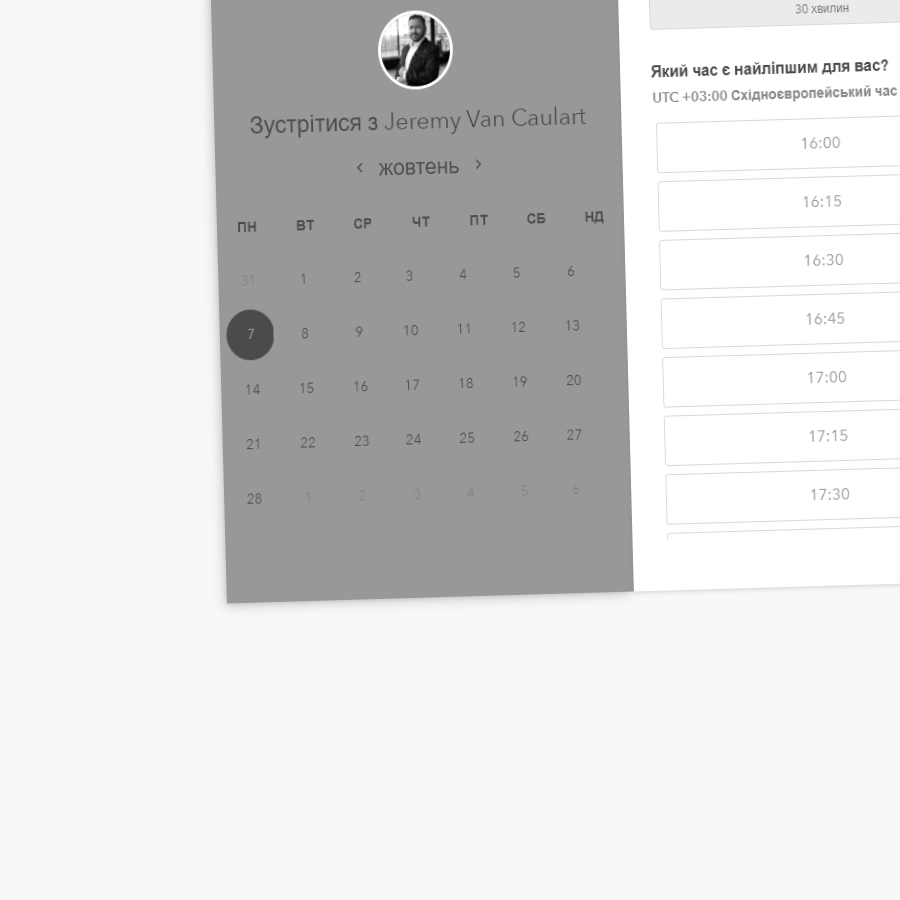 Зустрітися з Jeremy Van Caulart
‹ жовтень ›
ПН ВТ СР ЧТ ПТ СБ НД
31 1 2 3 4 5 6
7 8 9 10 11 12 13
14 15 16 17 18 19 20
21 22 23 24 25 26 27
28 1 2 3 4 5 6
30 хвилин
Який час є найліпшим для вас?
UTC +03:00 Східноєвропейський час
16:00
16:15
16:30
16:45
17:00
17:15
17:30